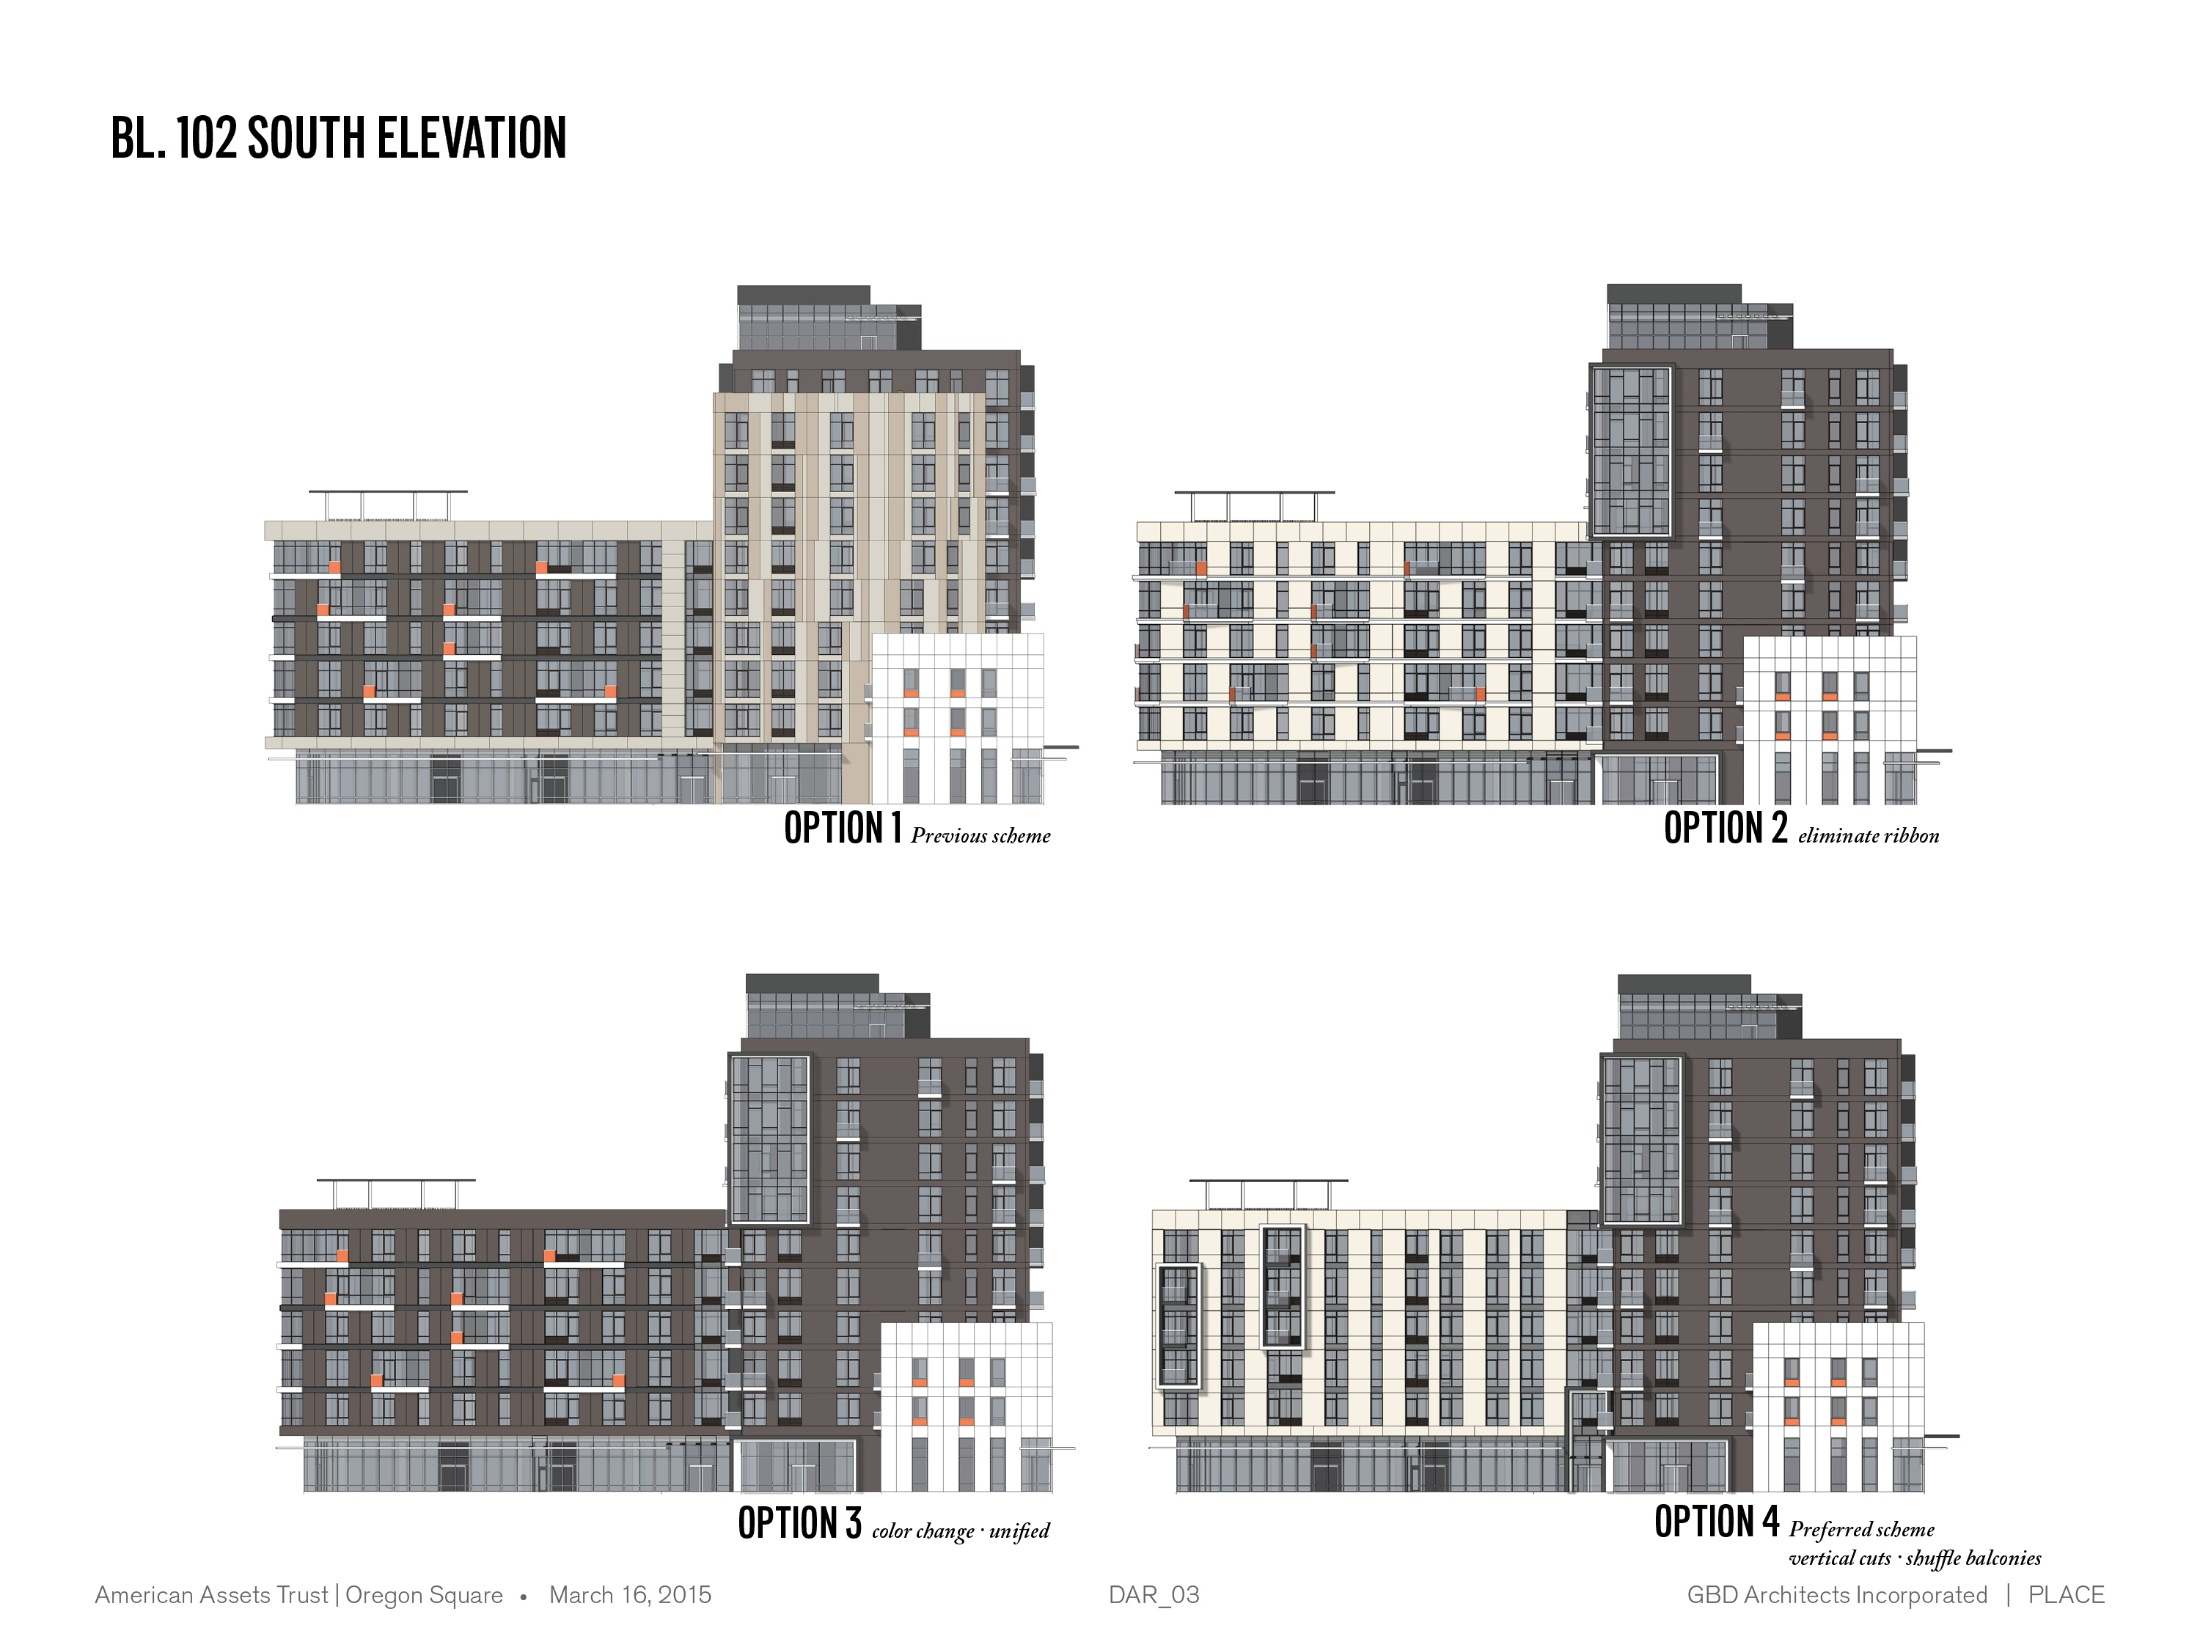 BL. 102 SOUTH ELEVATION
OPTION 1 Previous scheme
OPTION 2 eliminate ribbon
OPTION 3 color change · unified
OPTION 4 Preferred scheme
vertical cuts · shuffle balconies
American Assets Trust | Oregon Square • March 16, 2015
DAR_03
GBD Architects Incorporated | PLACE